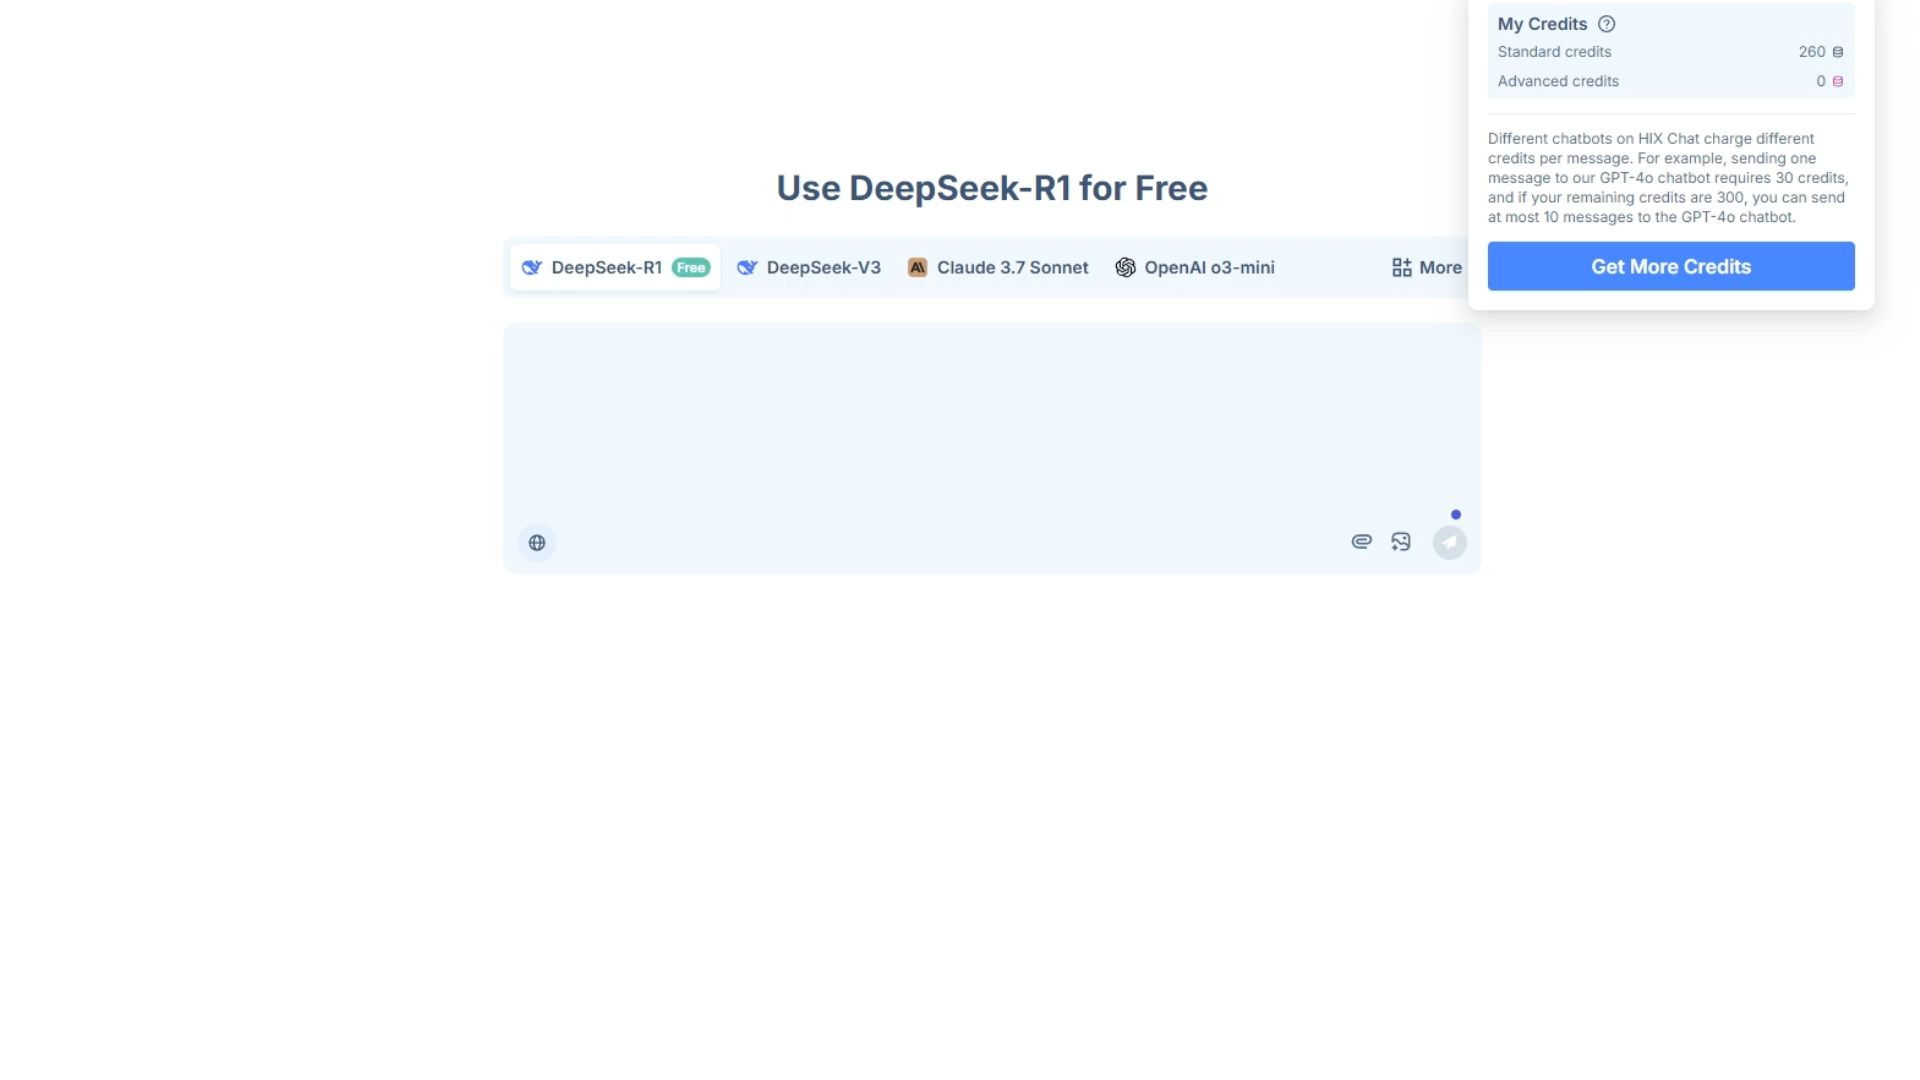 My Credits
Standard credits 260
Advanced credits 0
Different chatbots on HIX Chat charge different
credits per message. For example, sending one
message to our GPT-4o chatbot requires 30 credits,
and if your remaining credits are 300, you can send
at most 10 messages to the GPT-4o chatbot.
Get More Credits
Use DeepSeek-R1 for Free
DeepSeek-R1 Free DeepSeek-V3 Claude 3.7 Sonnet OpenAI o3-mini More